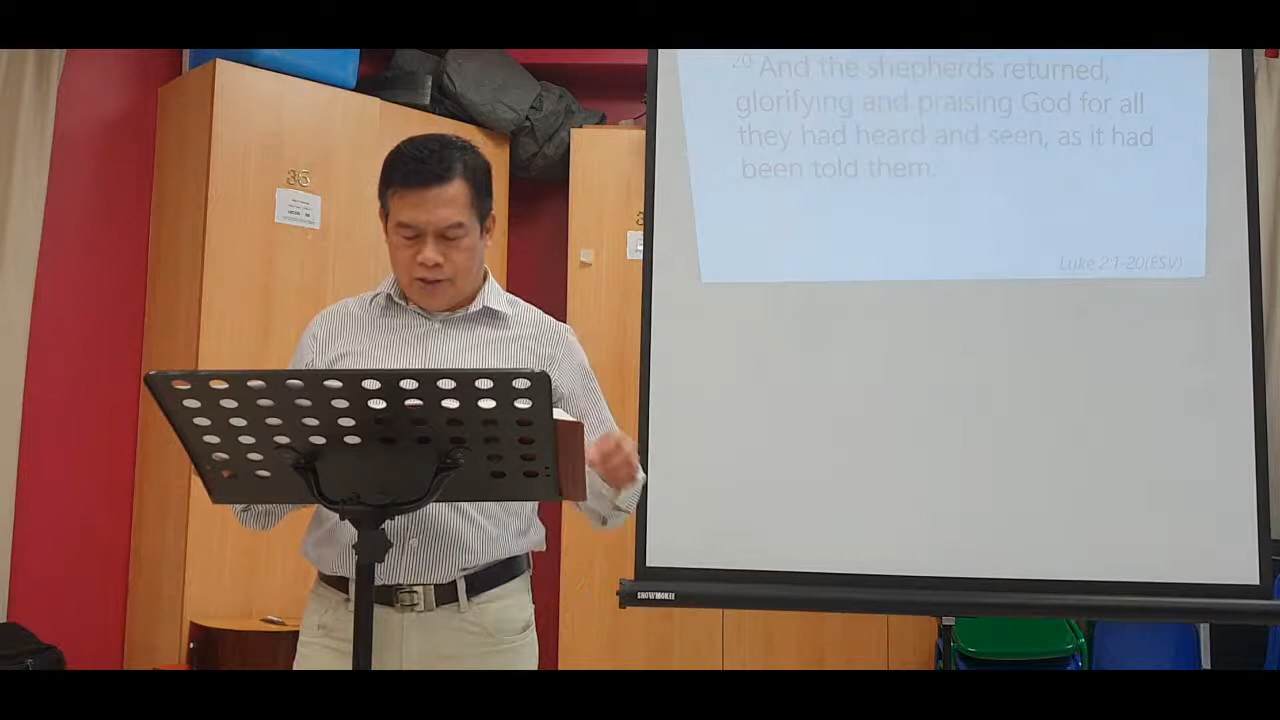 20 And the shepherds returned,
glorifying and praising God for all
they had heard and seen, as it had
been told them.
Luke 2:1-20(ESV)
35